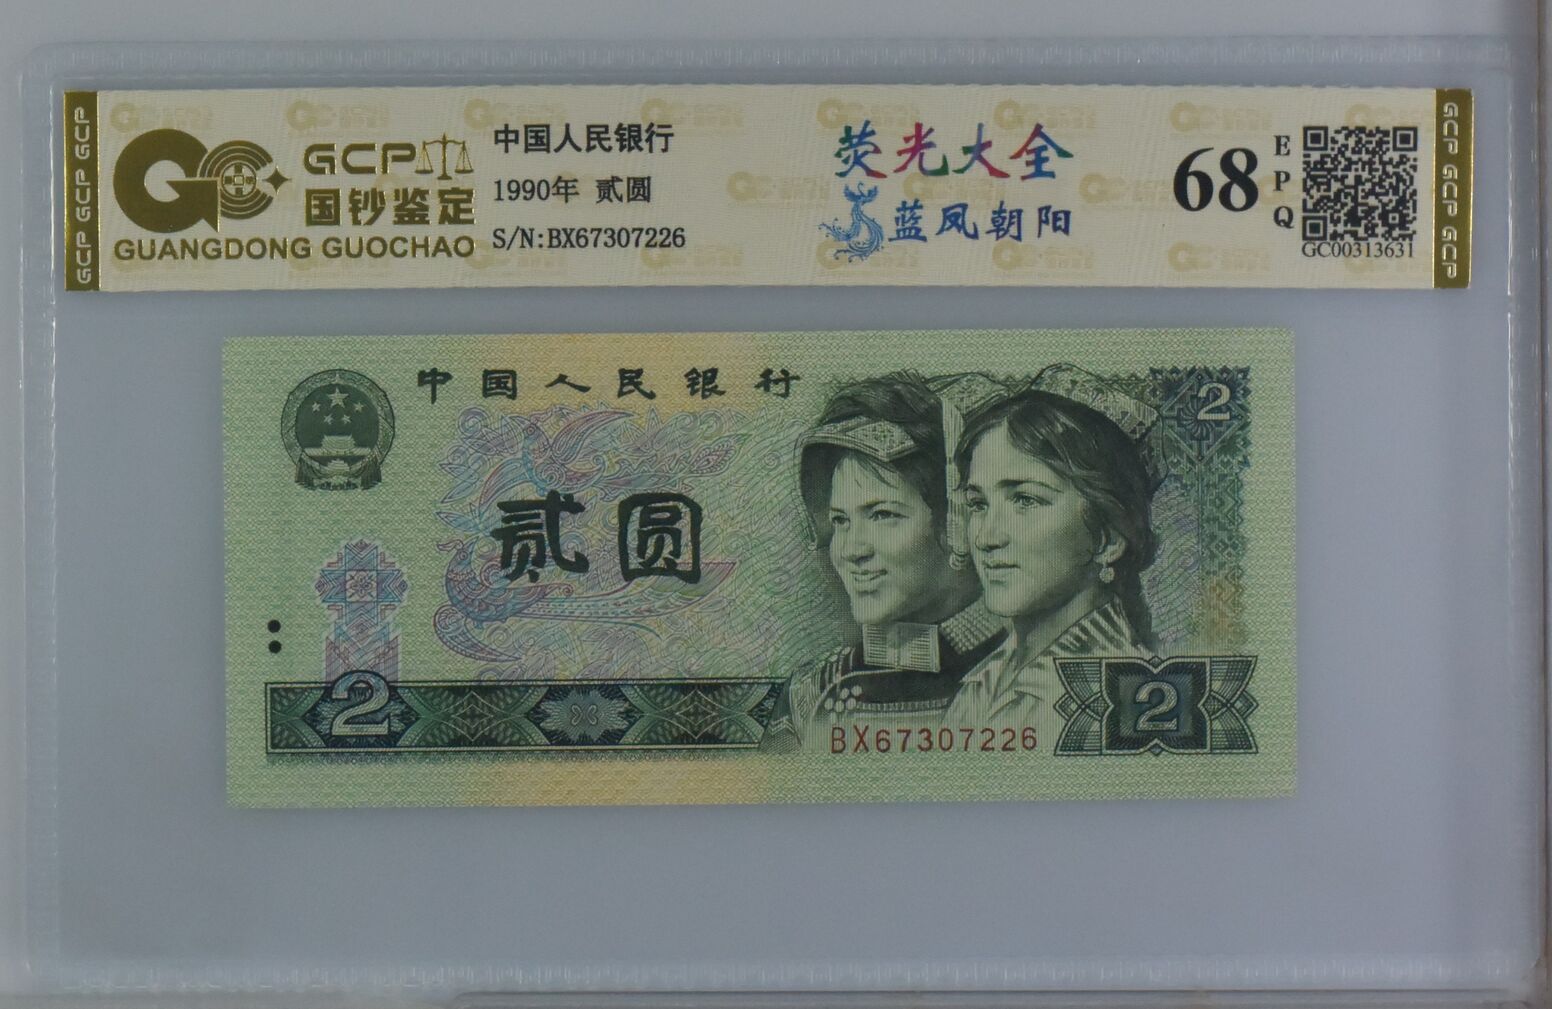 GCP GCP GCP
GCP
国钞鉴定
GUANGDONG GUOCHAO
中国人民银行
1990年 贰圆
S/N:BX67307226
荧光大全
蓝凤朝阳
68
EPQ
GC00313631
GCP GCP GCP
中国人民银行
2
贰圆
2
BX67307226
2